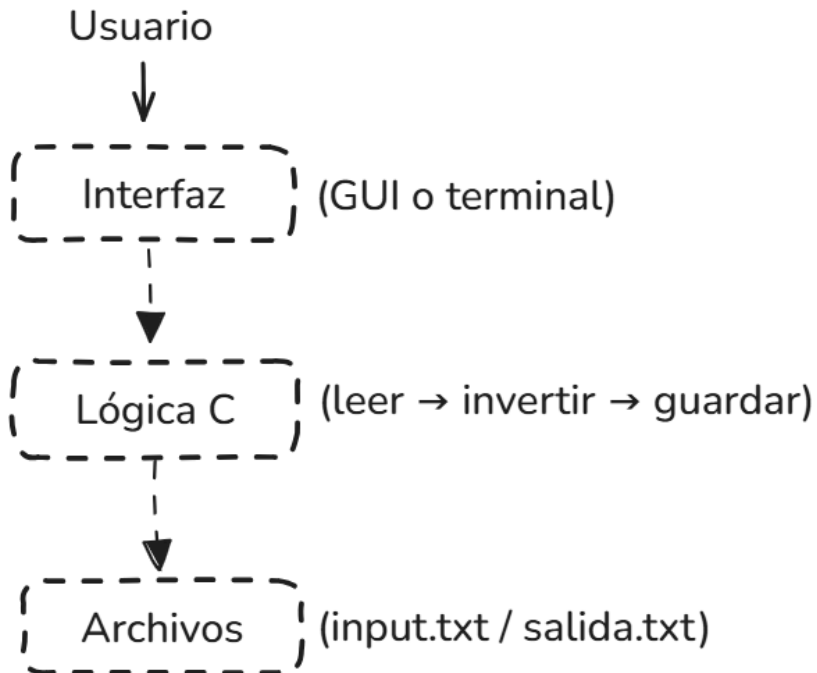 Usuario
Interfaz (GUI o terminal)
Lógica C (leer → invertir → guardar)
Archivos (input.txt / salida.txt)